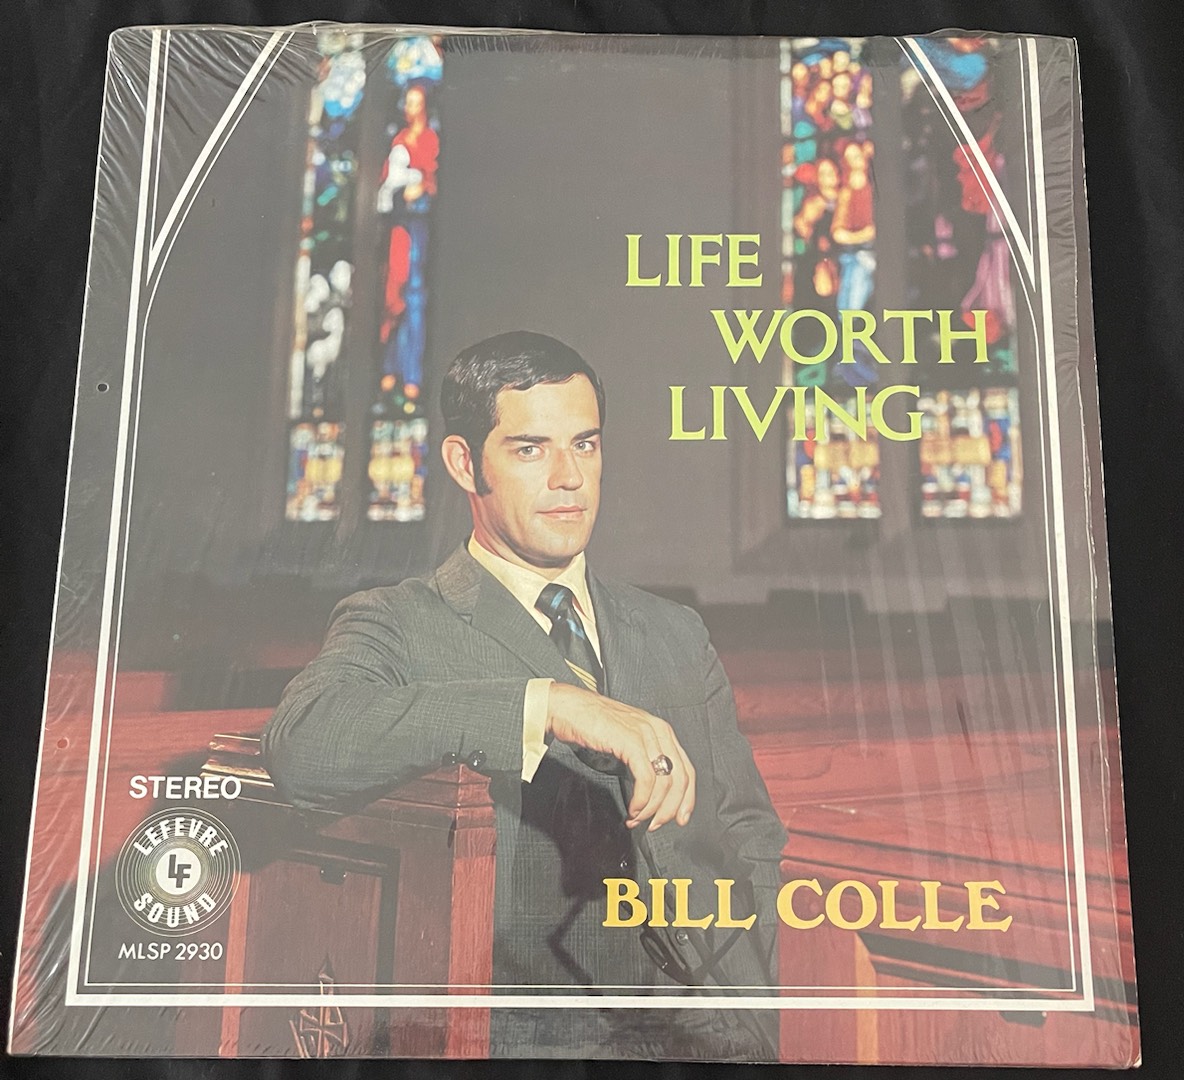 LIFE
WORTH
LIVING
STEREO
LEFEVRE
LF
SOUND
MLSP 2930
BILL COLLE